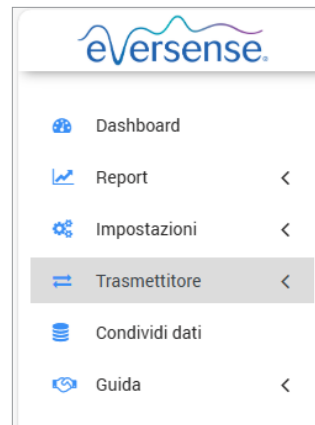 eversense.
Dashboard
Report
Impostazioni
Trasmettitore
Condividi dati
Guida